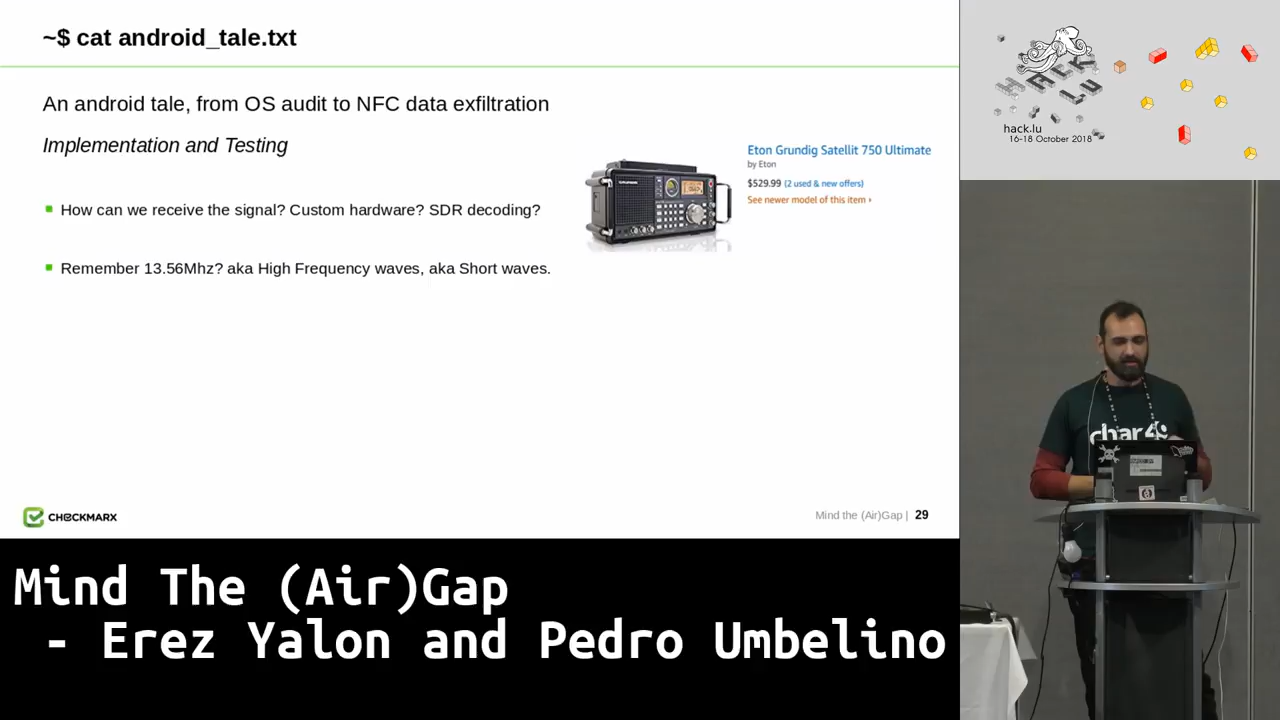 ~$ cat android_tale.txt
An android tale, from OS audit to NFC data exfiltration
Implementation and Testing
How can we receive the signal? Custom hardware? SDR decoding?
Remember 13.56Mhz? aka High Frequency waves, aka Short waves.
Eton Grundig Satellit 750 Ultimate
by Eton
$529.99 (2 used & new offers)
See newer model of this item ›
CHECKMARX
Mind the (Air)Gap | 29
HACK
LU
hack.lu
16-18 October 2018
char49
Mind The (Air)Gap
- Erez Yalon and Pedro Umbelino